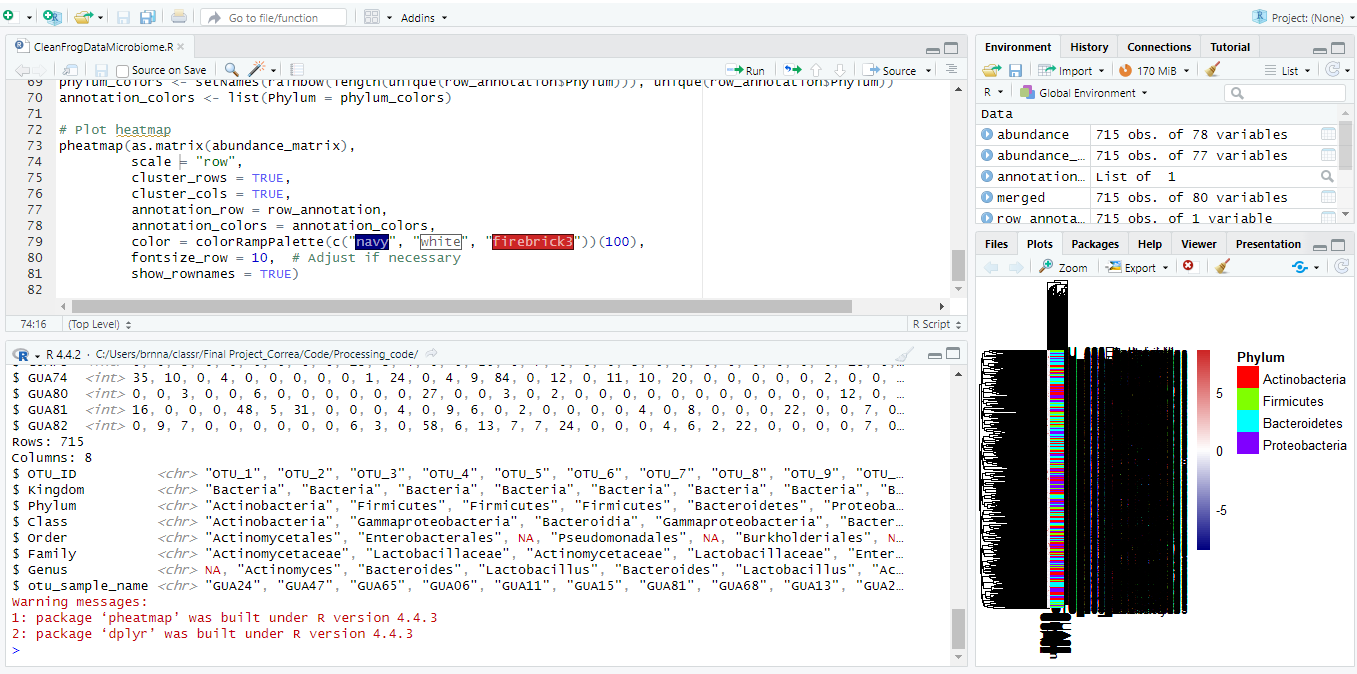 Go to file/function
Addins
Project: (None)
CleanFrogDataMicrobiome.R
Source on Save
Run
Source
69 phylum_colors <- setNames(rainbow(length(unique(row_annotation$Phylum))), unique(row_annotation$Phylum))
70 annotation_colors <- list(Phylum = phylum_colors)
71
72 # Plot heatmap
73 pheatmap(as.matrix(abundance_matrix),
74 scale = "row",
75 cluster_rows = TRUE,
76 cluster_cols = TRUE,
77 annotation_row = row_annotation,
78 annotation_colors = annotation_colors,
79 color = colorRampPalette(c("navy", "white", "firebrick3"))(100),
80 fontsize_row = 10,  # Adjust if necessary
81 show_rownames = TRUE)
82
74:16
(Top Level)
R Script
R 4.4.2 · C:/Users/brnna/classr/Final Project_Correa/Code/Processing_code/
$ GUA74 <int> 35, 10, 0, 4, 0, 0, 0, 0, 0, 1, 24, 0, 4, 9, 84, 0, 12, 0, 11, 10, 20, 0, 0, 0, 0, 0, 0, 2, 0, 0, …
$ GUA80 <int> 0, 0, 3, 0, 0, 6, 0, 0, 0, 0, 0, 0, 0, 27, 0, 0, 3, 0, 2, 0, 0, 0, 0, 0, 0, 0, 0, 0, 0, 12, 0, …
$ GUA81 <int> 16, 0, 0, 0, 48, 5, 31, 0, 0, 0, 4, 0, 9, 6, 0, 2, 0, 0, 0, 0, 4, 0, 8, 0, 0, 0, 22, 0, 0, 7, 0…
$ GUA82 <int> 0, 9, 7, 0, 0, 0, 0, 0, 0, 6, 3, 0, 58, 6, 13, 7, 7, 24, 0, 0, 0, 4, 6, 2, 22, 0, 0, 0, 0, 7, 0…
Rows: 715
Columns: 8
$ OTU_ID <chr> "OTU_1", "OTU_2", "OTU_3", "OTU_4", "OTU_5", "OTU_6", "OTU_7", "OTU_8", "OTU_9", "OTU_…
$ Kingdom <chr> "Bacteria", "Bacteria", "Bacteria", "Bacteria", "Bacteria", "Bacteria", "Bacteria", "B…
$ Phylum <chr> "Actinobacteria", "Firmicutes", "Firmicutes", "Firmicutes", "Bacteroidetes", "Proteoba…
$ Class <chr> "Actinobacteria", "Gammaproteobacteria", "Bacteroidia", "Gammaproteobacteria", "Bacter…
$ Order <chr> "Actinomycetales", "Enterobacterales", NA, "Pseudomonadales", NA, "Burkholderiales", N…
$ Family <chr> "Actinomycetaceae", "Lactobacillaceae", "Actinomycetaceae", "Lactobacillaceae", "Enter…
$ Genus <chr> NA, "Actinomyces", "Bacteroides", "Lactobacillus", "Bacteroides", "Lactobacillus", "Ac…
$ otu_sample_name <chr> "GUA24", "GUA47", "GUA65", "GUA06", "GUA11", "GUA15", "GUA81", "GUA68", "GUA13", "GUA2…
Warning messages:
1: package ‘pheatmap’ was built under R version 4.4.3
2: package ‘dplyr’ was built under R version 4.4.3
>
Environment History Connections Tutorial
Import 170 MiB List
R Global Environment
Data
abundance 715 obs. of 78 variables
abundance_… 715 obs. of 77 variables
annotation… List of 1
merged 715 obs. of 80 variables
row_annota… 715 obs. of 1 variable
Files Plots Packages Help Viewer Presentation
Zoom Export
5
0
-5
Phylum
Actinobacteria
Firmicutes
Bacteroidetes
Proteobacteria